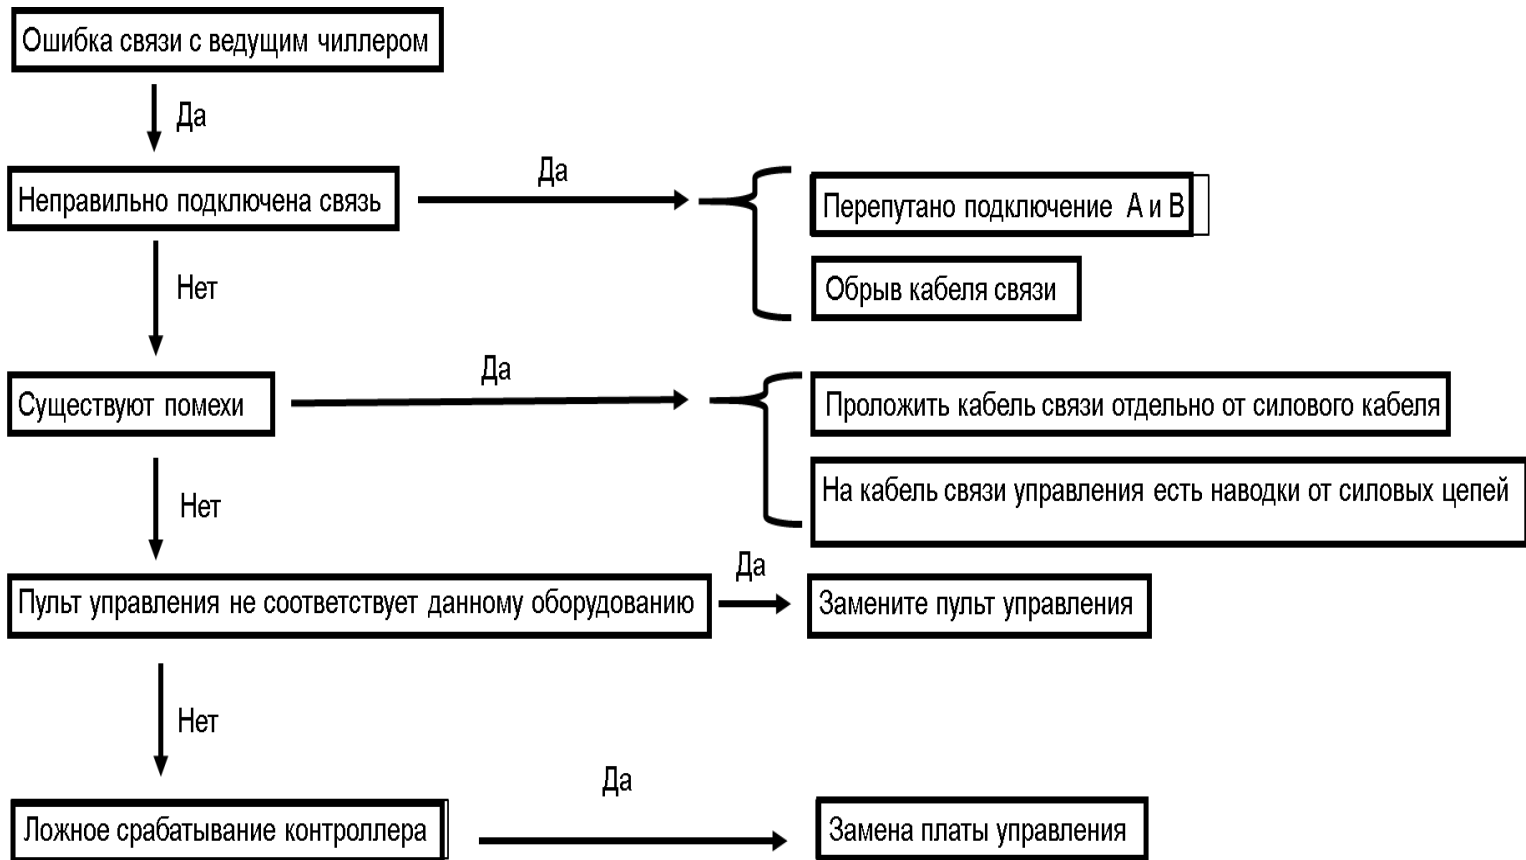 Ошибка связи с ведущим чиллером
Да
Неправильно подключена связь
Да
Перепутано подключение А и В
Обрыв кабеля связи
Нет
Существуют помехи
Да
Проложить кабель связи отдельно от силового кабеля
На кабель связи управления есть наводки от силовых цепей
Нет
Пульт управления не соответствует данному оборудованию
Да
Замените пульт управления
Нет
Ложное срабатывание контроллера
Да
Замена платы управления